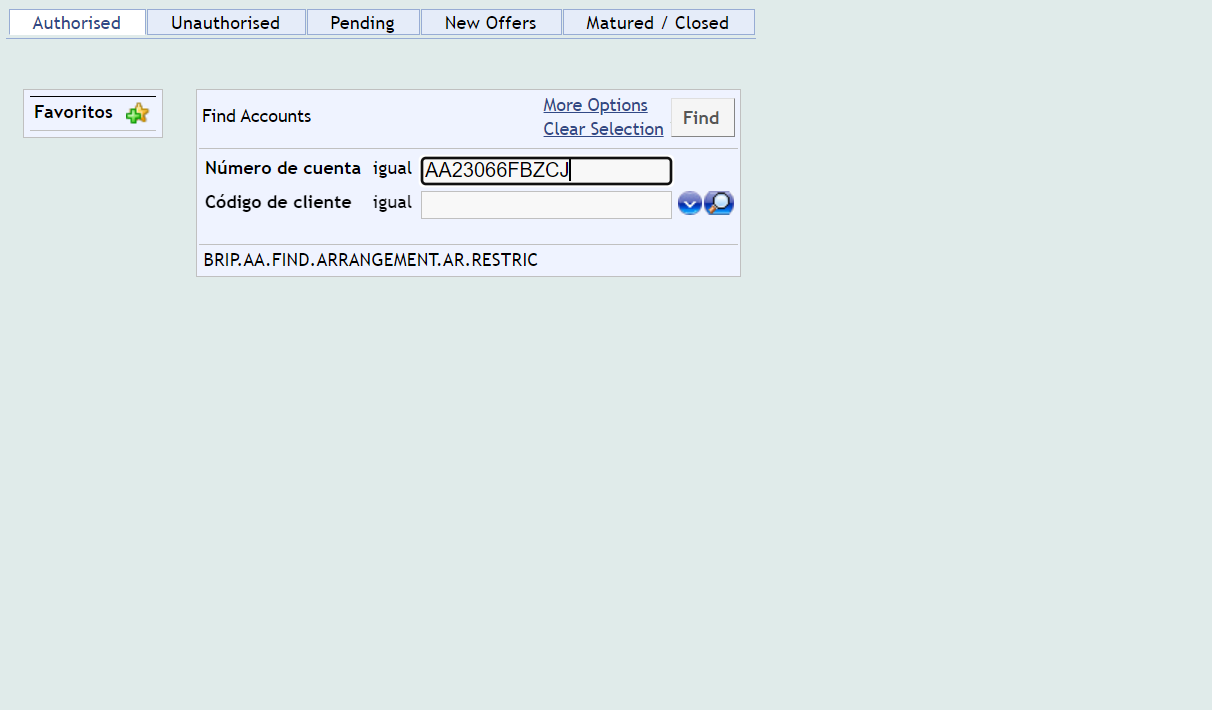 Authorised Unauthorised Pending New Offers Matured / Closed
Favoritos
Find Accounts
More Options
Clear Selection
Find
Número de cuenta igual AA23066FBZCJ
Código de cliente igual
BRIP.AA.FIND.ARRANGEMENT.AR.RESTRIC